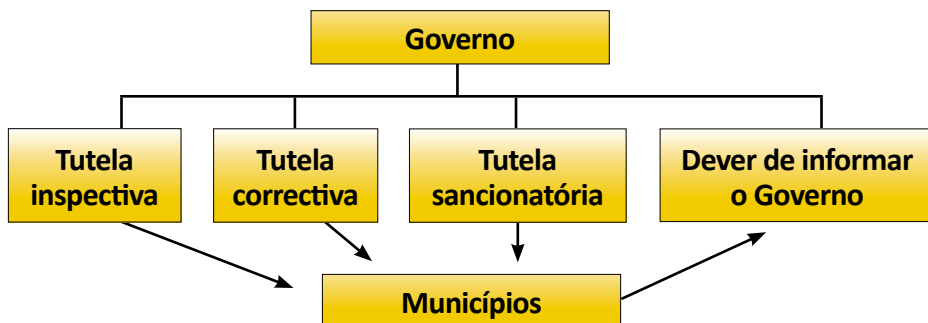 Governo
Tutela
inspectiva
Tutela
correctiva
Tutela
sancionatória
Dever de informar
o Governo
Municípios